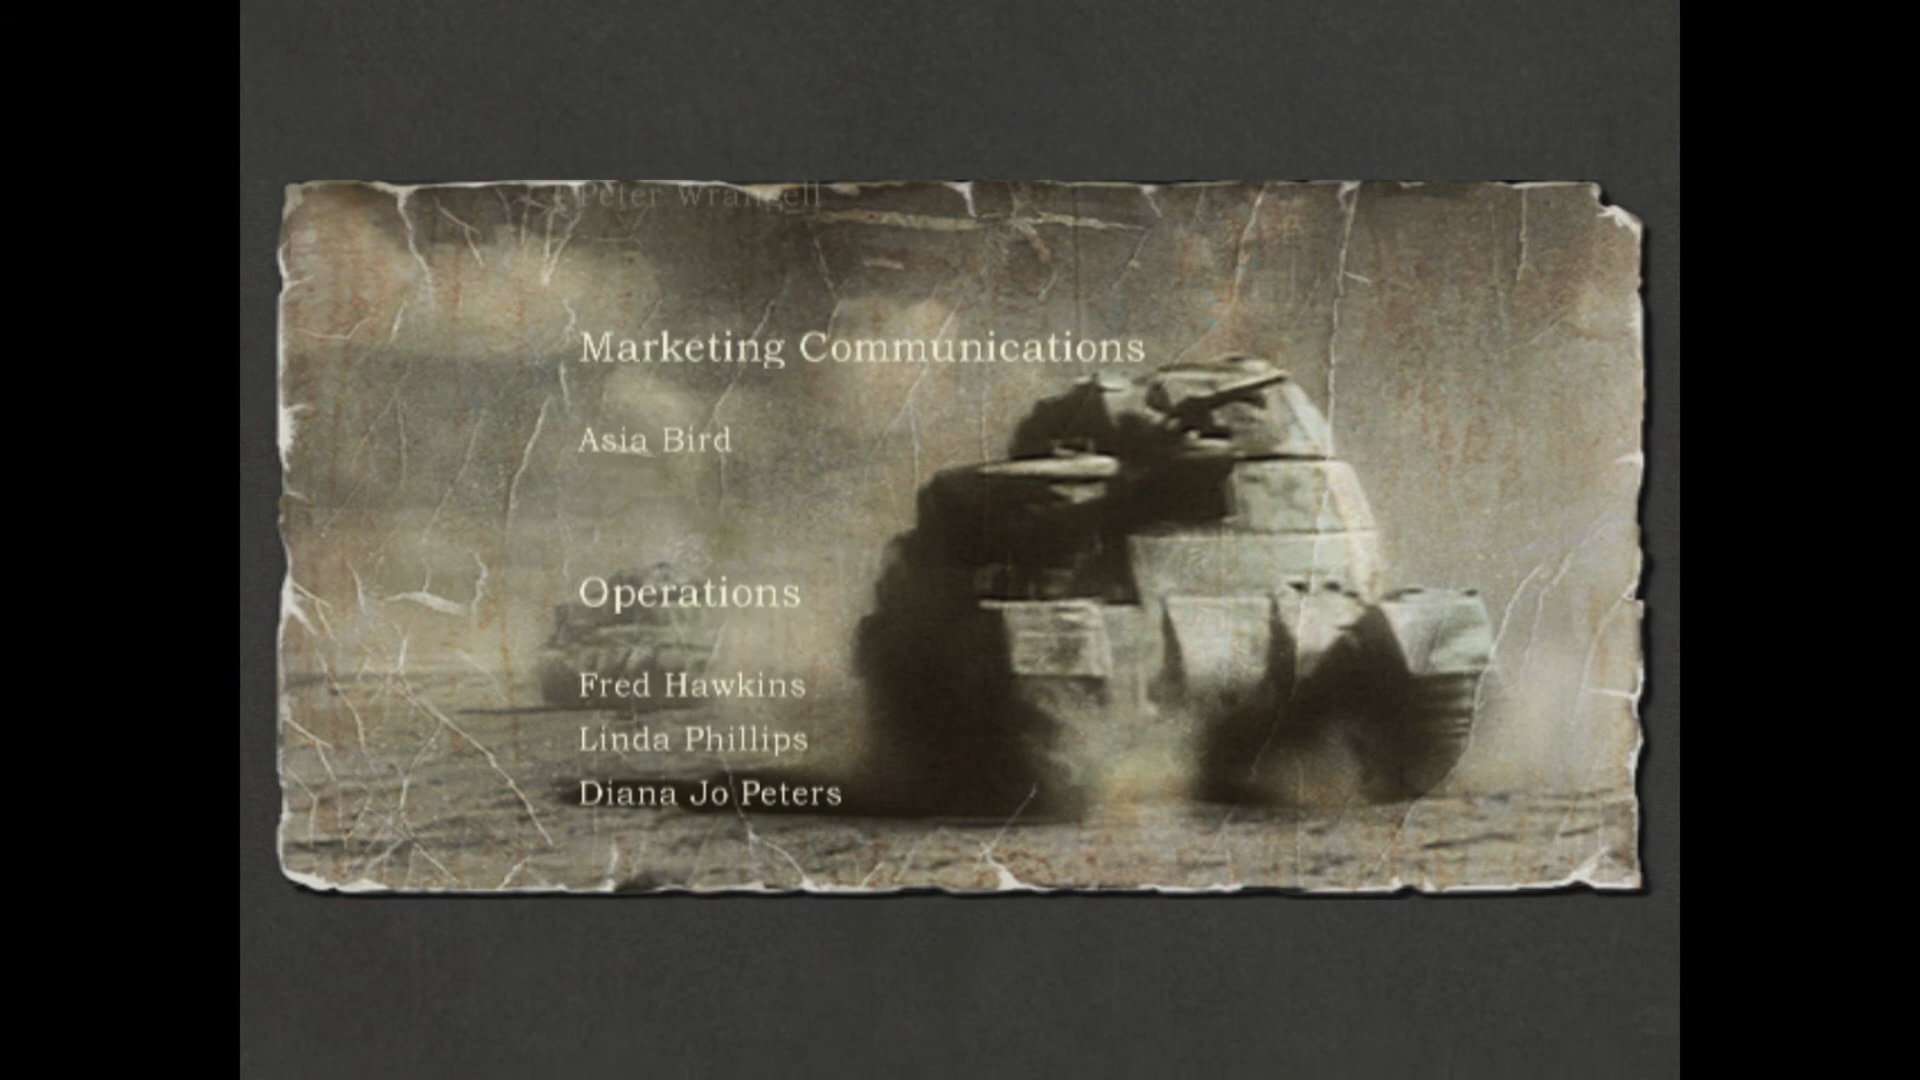 Peter Wrangell
Marketing Communications
Asia Bird
Operations
Fred Hawkins
Linda Phillips
Diana Jo Peters